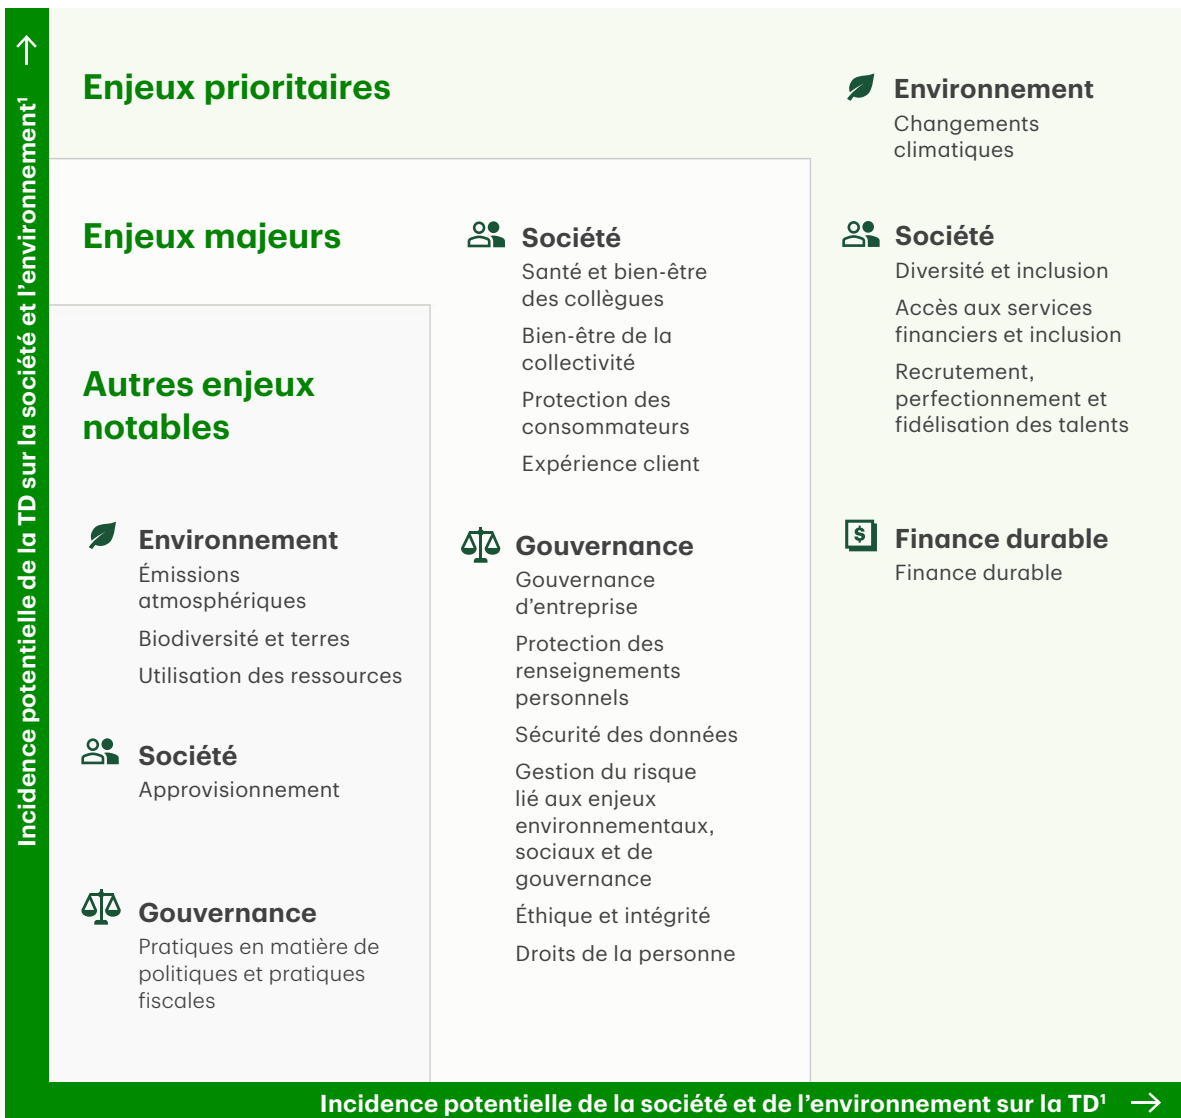 Incidence potentielle de la TD sur la société et l'environnement¹
Enjeux prioritaires
Environnement
Changements
climatiques
Société
Diversité et inclusion
Accès aux services
financiers et inclusion
Recrutement,
perfectionnement et
fidélisation des talents
Finance durable
Finance durable
Enjeux majeurs
Société
Santé et bien-être
des collègues
Bien-être de la
collectivité
Protection des
consommateurs
Expérience client
Gouvernance
Gouvernance
d'entreprise
Protection des
renseignements
personnels
Sécurité des données
Gestion du risque
lié aux enjeux
environnementaux,
sociaux et de
gouvernance
Éthique et intégrité
Droits de la personne
Autres enjeux
notables
Environnement
Émissions
atmosphériques
Biodiversité et terres
Utilisation des ressources
Société
Approvisionnement
Gouvernance
Pratiques en matière de
politiques et pratiques
fiscales
Incidence potentielle de la société et de l'environnement sur la TD¹